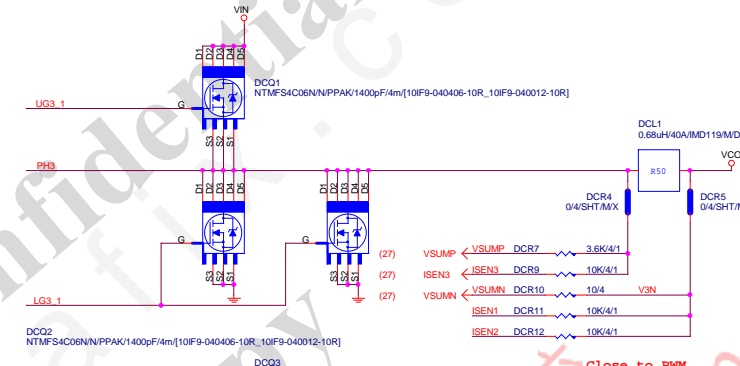 VIN
D1 D2 D3 D4 D5
DCQ1
NTMFS4C06N/N/PPAK/1400pF/4m/[10IF9-040406-10R_10IF9-040012-10R]
UG3_1
G
S3 S2 S1
DCL1
0.68uH/40A/IMD119/M/D
VCO
PH3
R50
D1 D2 D3 D4 D5
D1 D2 D3 D4 D5
DCR4
0/4/SHT/M/X
DCR5
0/4/SHT/M
G
G
(27)
VSUMP
VSUMP
DCR7
3.6K/4/1
S3 S2 S1
S3 S2 S1
(27)
ISEN3
ISEN3
DCR9
10K/4/1
(27)
VSUMN
VSUMN
DCR10
10/4
V3N
LG3_1
ISEN1
DCR11
10K/4/1
ISEN2
DCR12
10K/4/1
DCQ2
NTMFS4C06N/N/PPAK/1400pF/4m/[10IF9-040406-10R_10IF9-040012-10R]
DCQ3
Close to PWM